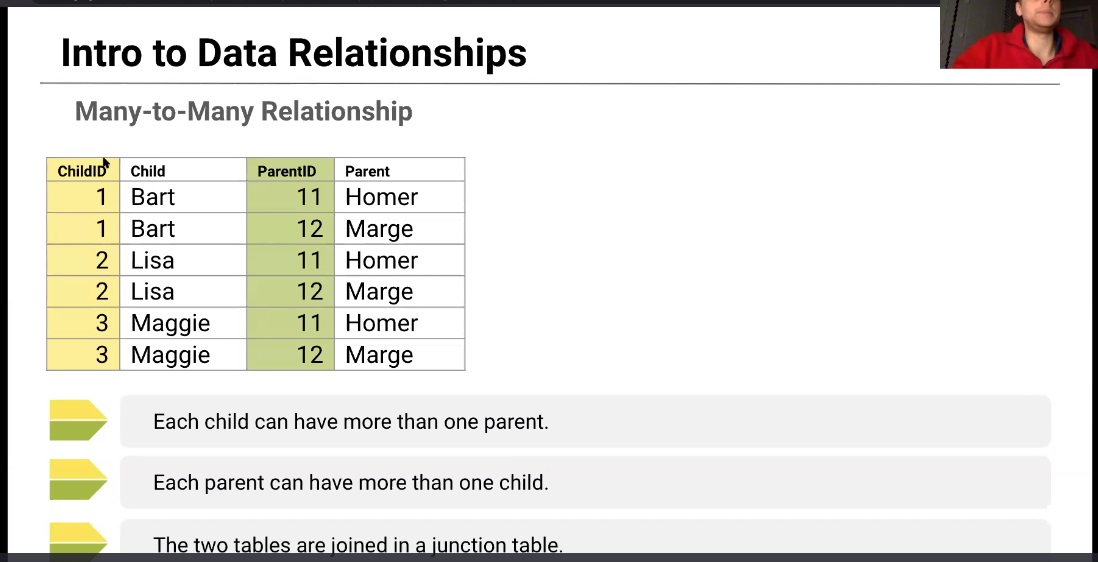 Intro to Data Relationships
Many-to-Many Relationship
ChildID Child ParentID Parent
1 Bart 11 Homer
1 Bart 12 Marge
2 Lisa 11 Homer
2 Lisa 12 Marge
3 Maggie 11 Homer
3 Maggie 12 Marge
Each child can have more than one parent.
Each parent can have more than one child.
The two tables are joined in a junction table.